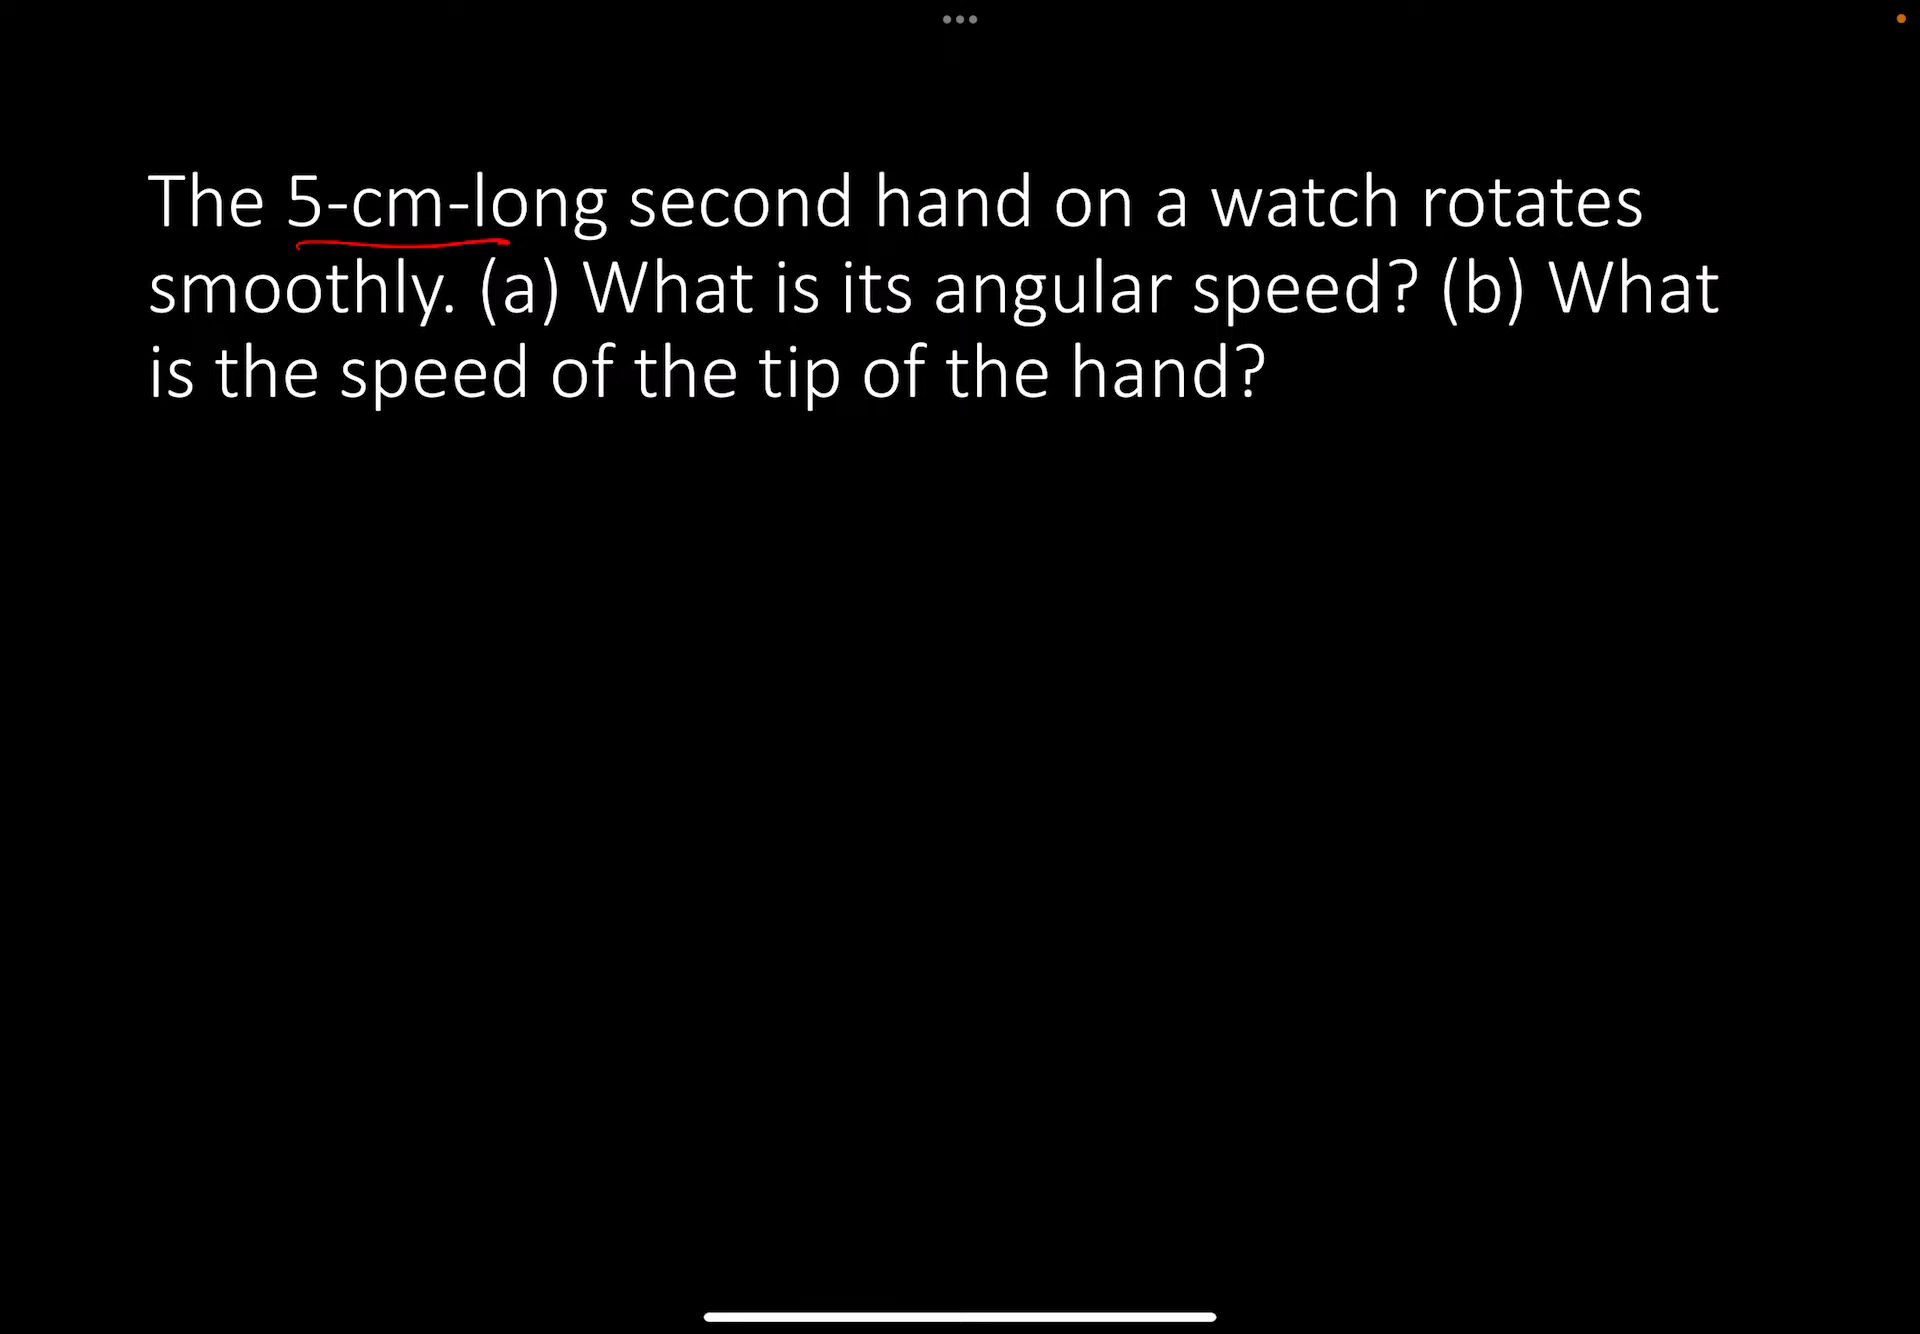 The 5-cm-long second hand on a watch rotates
smoothly. (a) What is its angular speed? (b) What
is the speed of the tip of the hand?